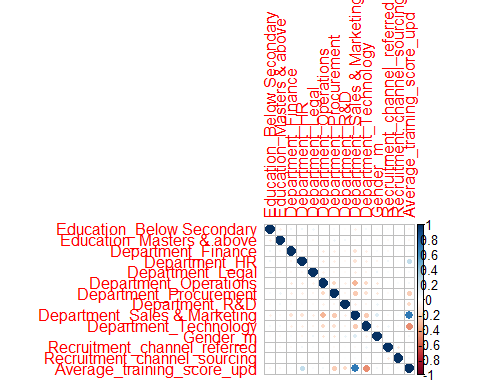 Education_Below Secondary
Education_Masters & above
Department_Finance
Department_HR
Department_Legal
Department_Operations
Department_Procurement
Department_R&D
Department_Sales & Marketing
Department_Technology
Gender_m
Recruitment_channel_referred
Recruitment_channel_sourcing
Average_training_score_upd
Education_Below Secondary
Education_Masters & above
Department_Finance
Department_HR
Department_Legal
Department_Operations
Department_Procurement
Department_R&D
Department_Sales & Marketing
Department_Technology
Gender_m
Recruitment_channel_referred
Recruitment_channel_sourcing
Average_training_score_upd
1
0.8
0.6
0.4
0.2
0
-0.2
-0.4
-0.6
-0.8
-1